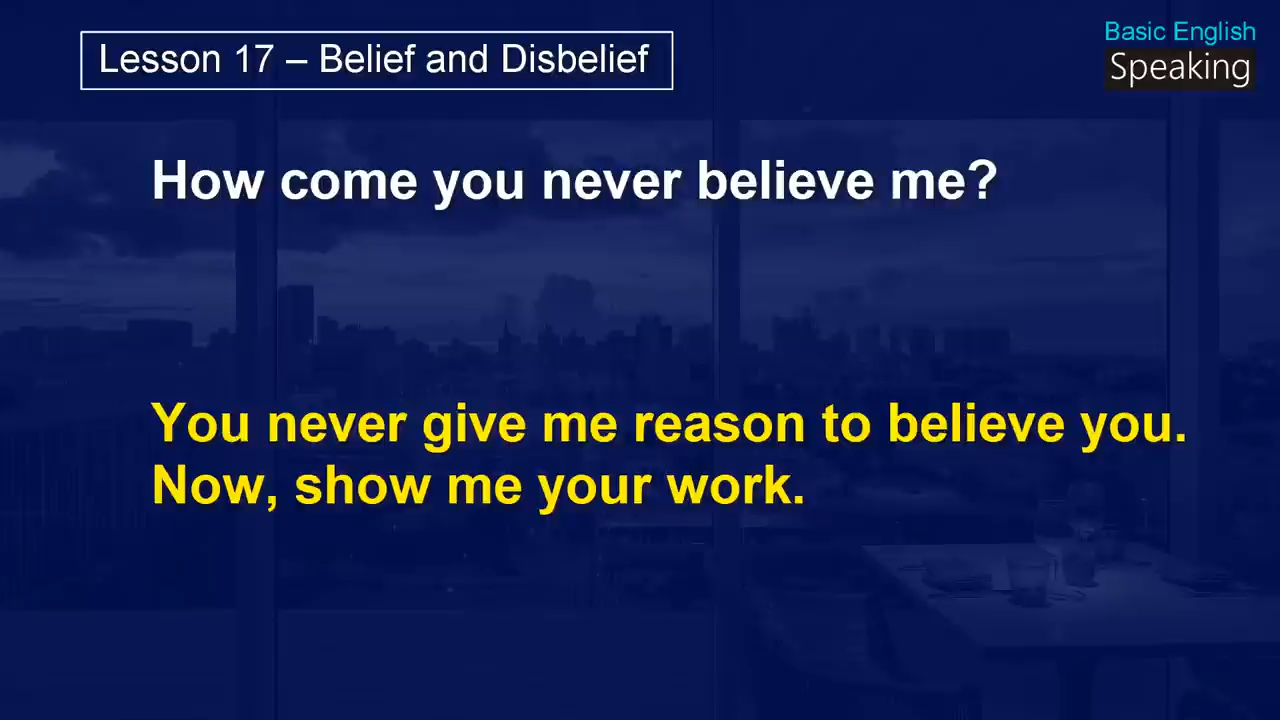 Lesson 17 – Belief and Disbelief
Basic English
Speaking
How come you never believe me?
You never give me reason to believe you.
Now, show me your work.